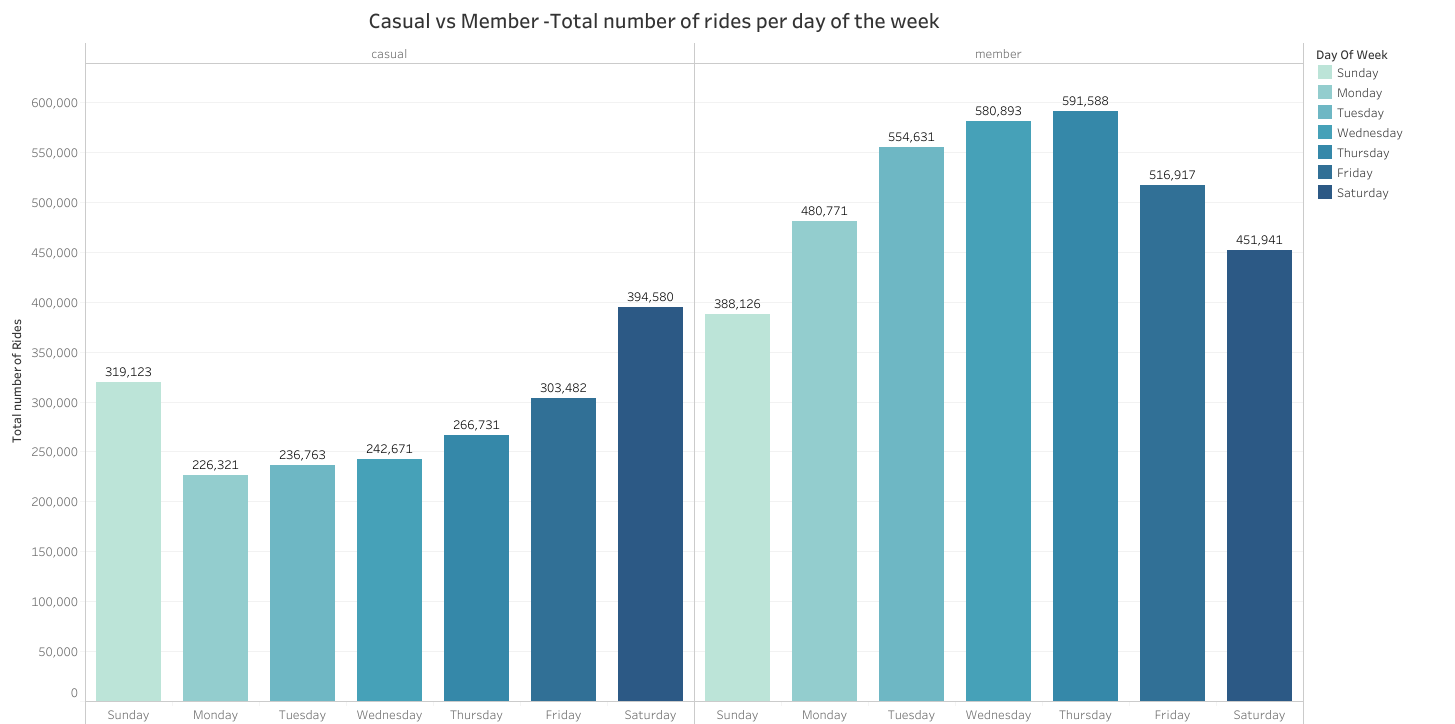 Casual vs Member -Total number of rides per day of the week
casual
member
Day Of Week
Sunday
Monday
Tuesday
Wednesday
Thursday
Friday
Saturday
Total number of Rides
600,000
550,000
500,000
450,000
400,000
350,000
300,000
250,000
200,000
150,000
100,000
50,000
0
319,123
226,321
236,763
242,671
266,731
303,482
394,580
388,126
480,771
554,631
580,893
591,588
516,917
451,941
Sunday Monday Tuesday Wednesday Thursday Friday Saturday Sunday Monday Tuesday Wednesday Thursday Friday Saturday